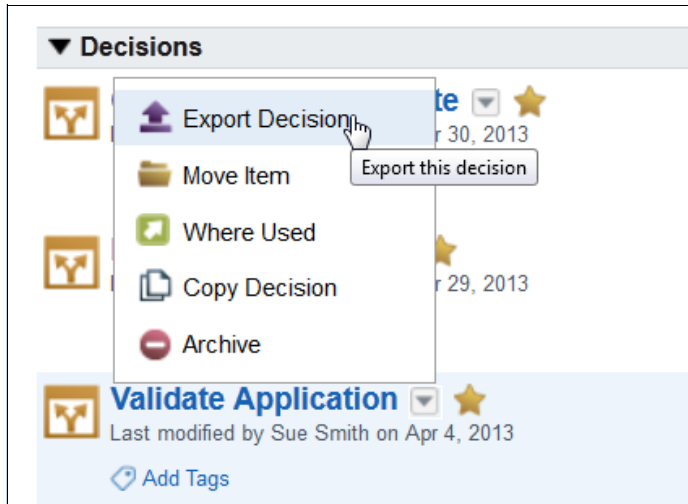 Decisions
te
Export Decision
r 30, 2013
Export this decision
Move Item
Where Used
r 29, 2013
Copy Decision
Archive
Validate Application
Last modified by Sue Smith on Apr 4, 2013
Add Tags